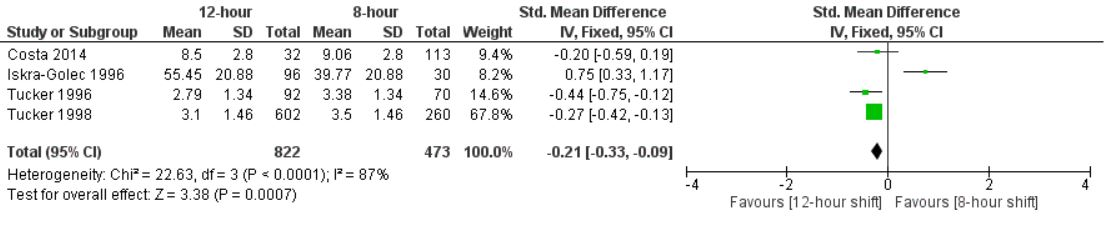 12-hour 8-hour Std. Mean Difference Std. Mean Difference
Study or Subgroup Mean SD Total Mean SD Total Weight IV, Fixed, 95% CI IV, Fixed, 95% CI
Costa 2014 8.5 2.8 32 9.06 2.8 113 9.4% -0.20 [-0.59, 0.19]
Iskra-Golec 1996 55.45 20.88 96 39.77 20.88 30 8.2% 0.75 [0.33, 1.17]
Tucker 1996 2.79 1.34 92 3.38 1.34 70 14.6% -0.44 [-0.75, -0.12]
Tucker 1998 3.1 1.46 602 3.5 1.46 260 67.8% -0.27 [-0.42, -0.13]
Total (95% CI) 822 473 100.0% -0.21 [-0.33, -0.09]
Heterogeneity: Chi² = 22.63, df = 3 (P < 0.0001); I² = 87%
Test for overall effect: Z = 3.38 (P = 0.0007)
-4 -2 0 2 4
Favours [12-hour shift] Favours [8-hour shift]